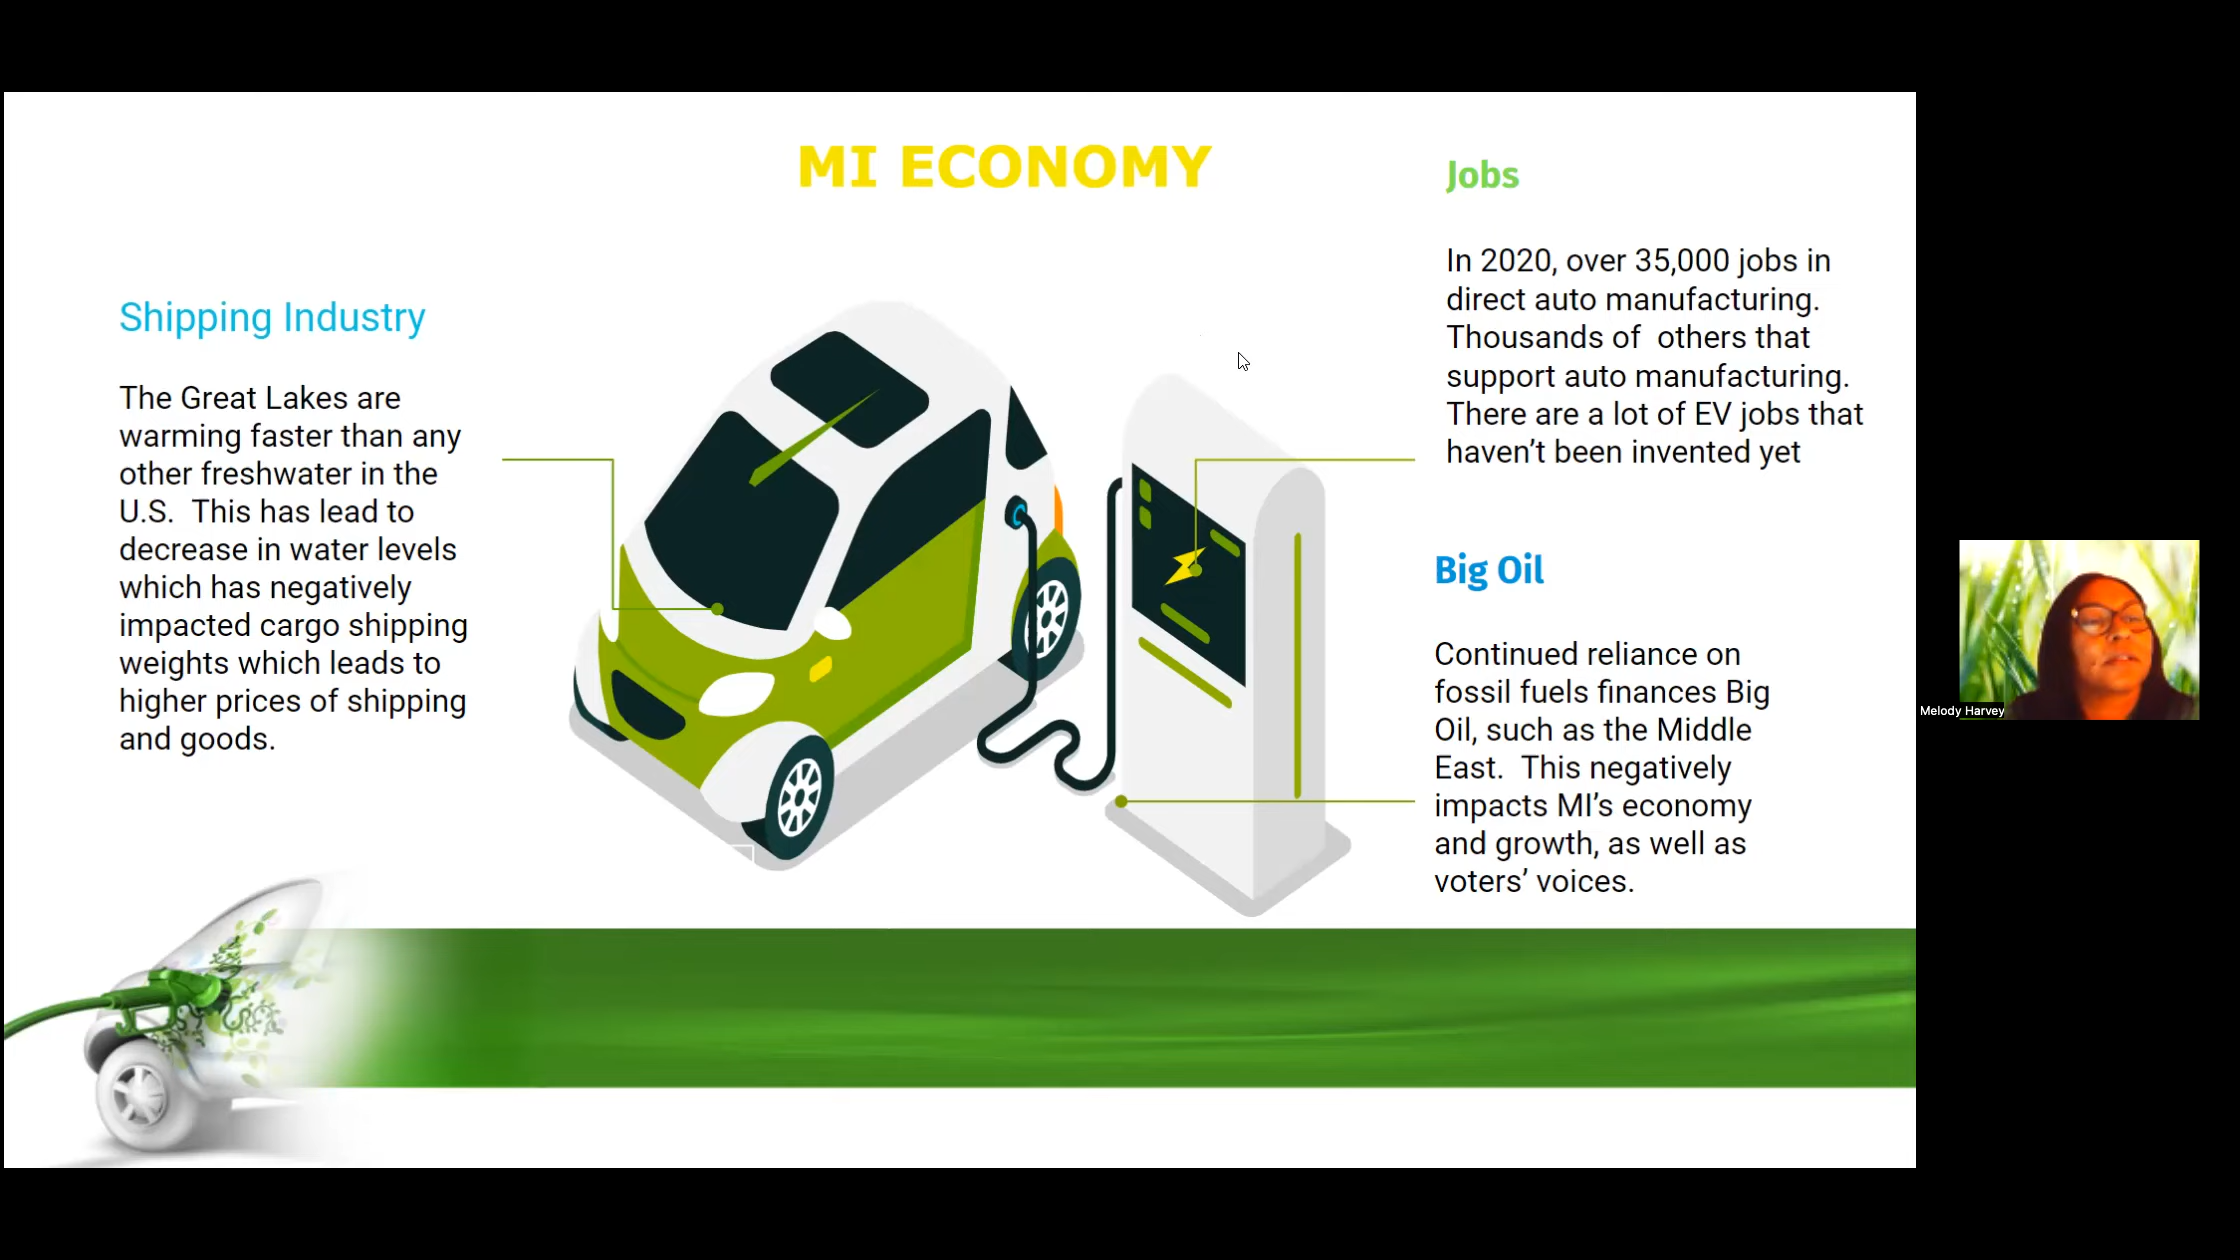 MI ECONOMY
Shipping Industry
The Great Lakes are
warming faster than any
other freshwater in the
U.S.  This has lead to
decrease in water levels
which has negatively
impacted cargo shipping
weights which leads to
higher prices of shipping
and goods.
Jobs
In 2020, over 35,000 jobs in
direct auto manufacturing.
Thousands of  others that
support auto manufacturing.
There are a lot of EV jobs that
haven’t been invented yet
Big Oil
Continued reliance on
fossil fuels finances Big
Oil, such as the Middle
East.  This negatively
impacts MI’s economy
and growth, as well as
voters’ voices.
Melody Harvey